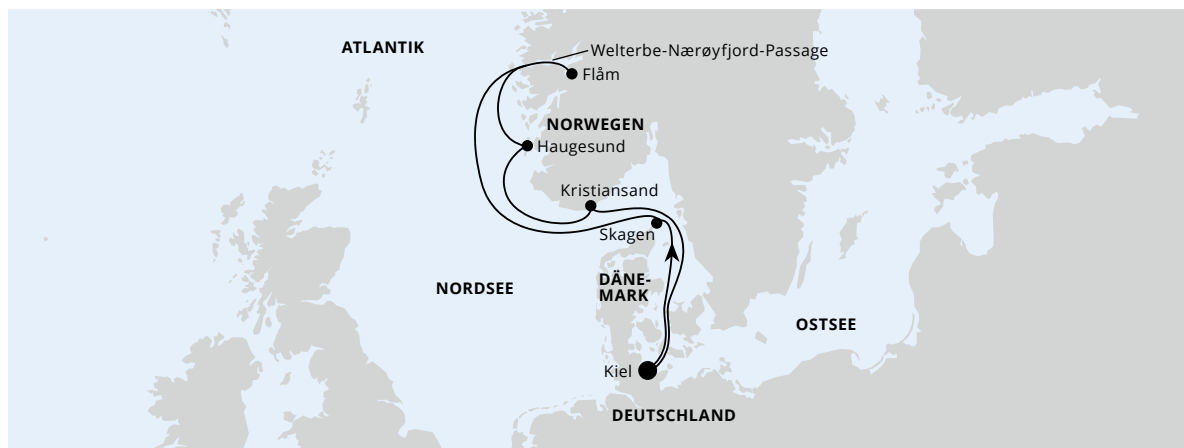 ATLANTIK
Welterbe-Nærøyfjord-Passage
Flåm
NORWEGEN
Haugesund
Kristiansand
Skagen
DÄNE-
MARK
NORDSEE
OSTSEE
Kiel
DEUTSCHLAND